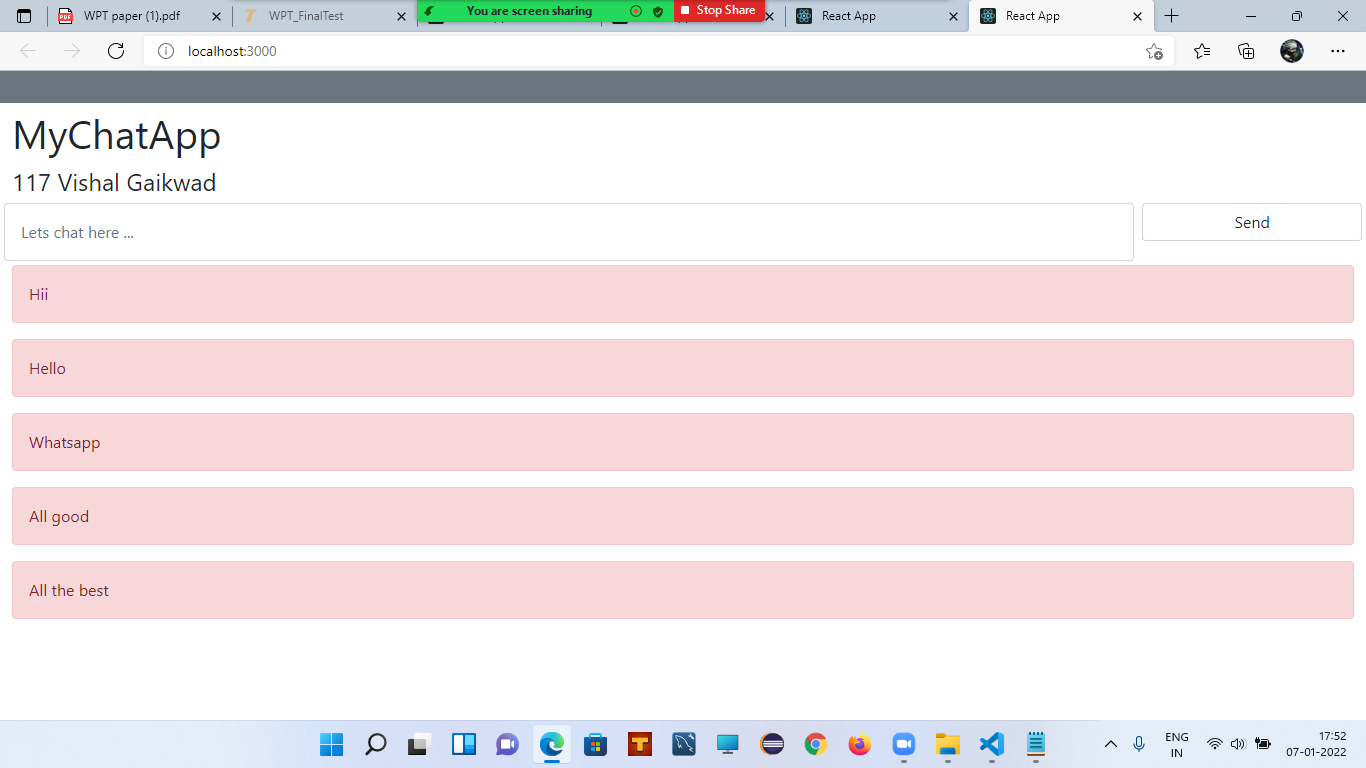 WPT paper (1).pdf
WPT_FinalTest
You are screen sharing
Stop Share
React App
React App
localhost:3000
MyChatApp
117 Vishal Gaikwad
Lets chat here ...
Send
Hii
Hello
Whatsapp
All good
All the best
ENG
IN
17:52
07-01-2022